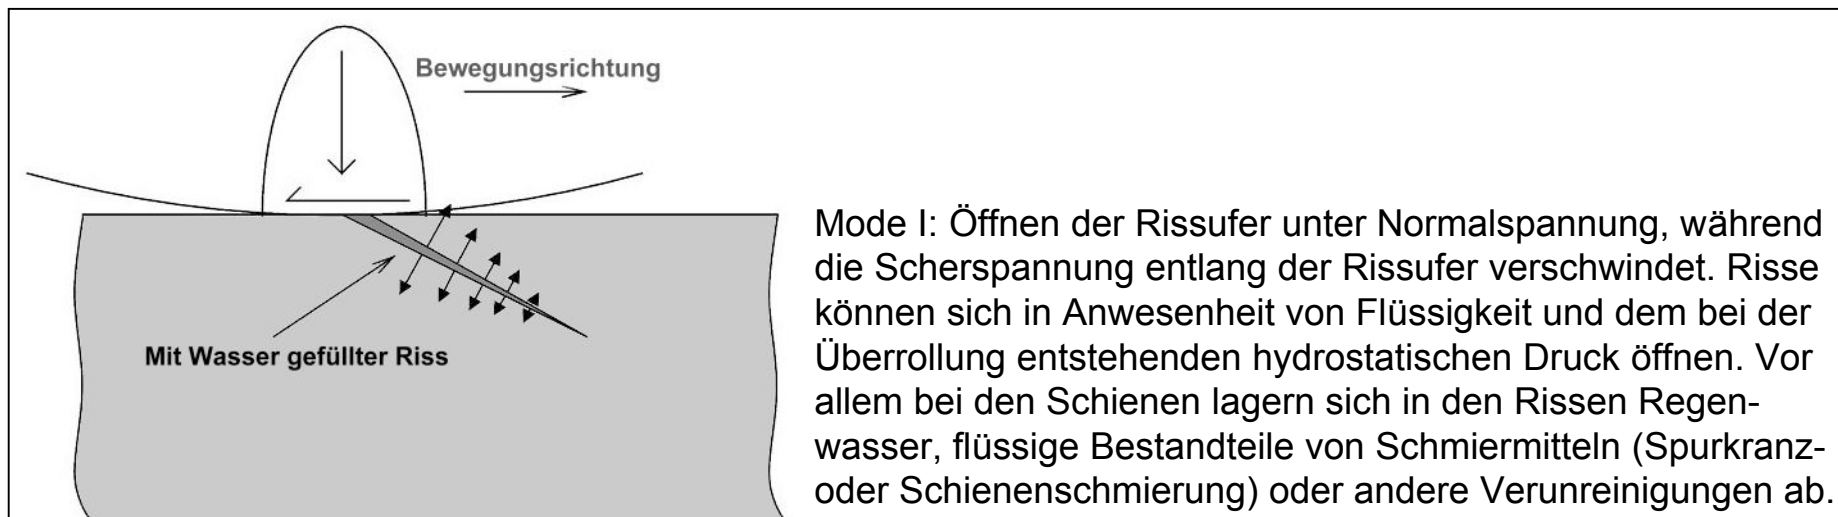 Bewegungsrichtung
Mit Wasser gefüllter Riss
Mode I: Öffnen der Rissufer unter Normalspannung, während
die Scherspannung entlang der Rissufer verschwindet. Risse
können sich in Anwesenheit von Flüssigkeit und dem bei der
Überrollung entstehenden hydrostatischen Druck öffnen. Vor
allem bei den Schienen lagern sich in den Rissen Regen-
wasser, flüssige Bestandteile von Schmiermitteln (Spurkranz-
oder Schienenschmierung) oder andere Verunreinigungen ab.